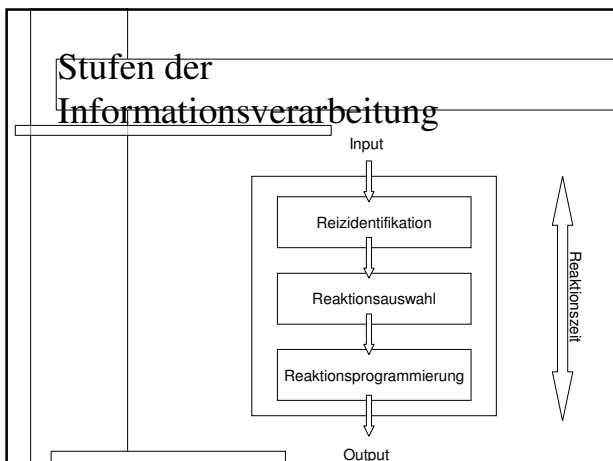 Stufen der
Informationsverarbeitung
Input
Reizidentifikation
Reaktionsauswahl
Reaktionsprogrammierung
Output
Reaktionszeit